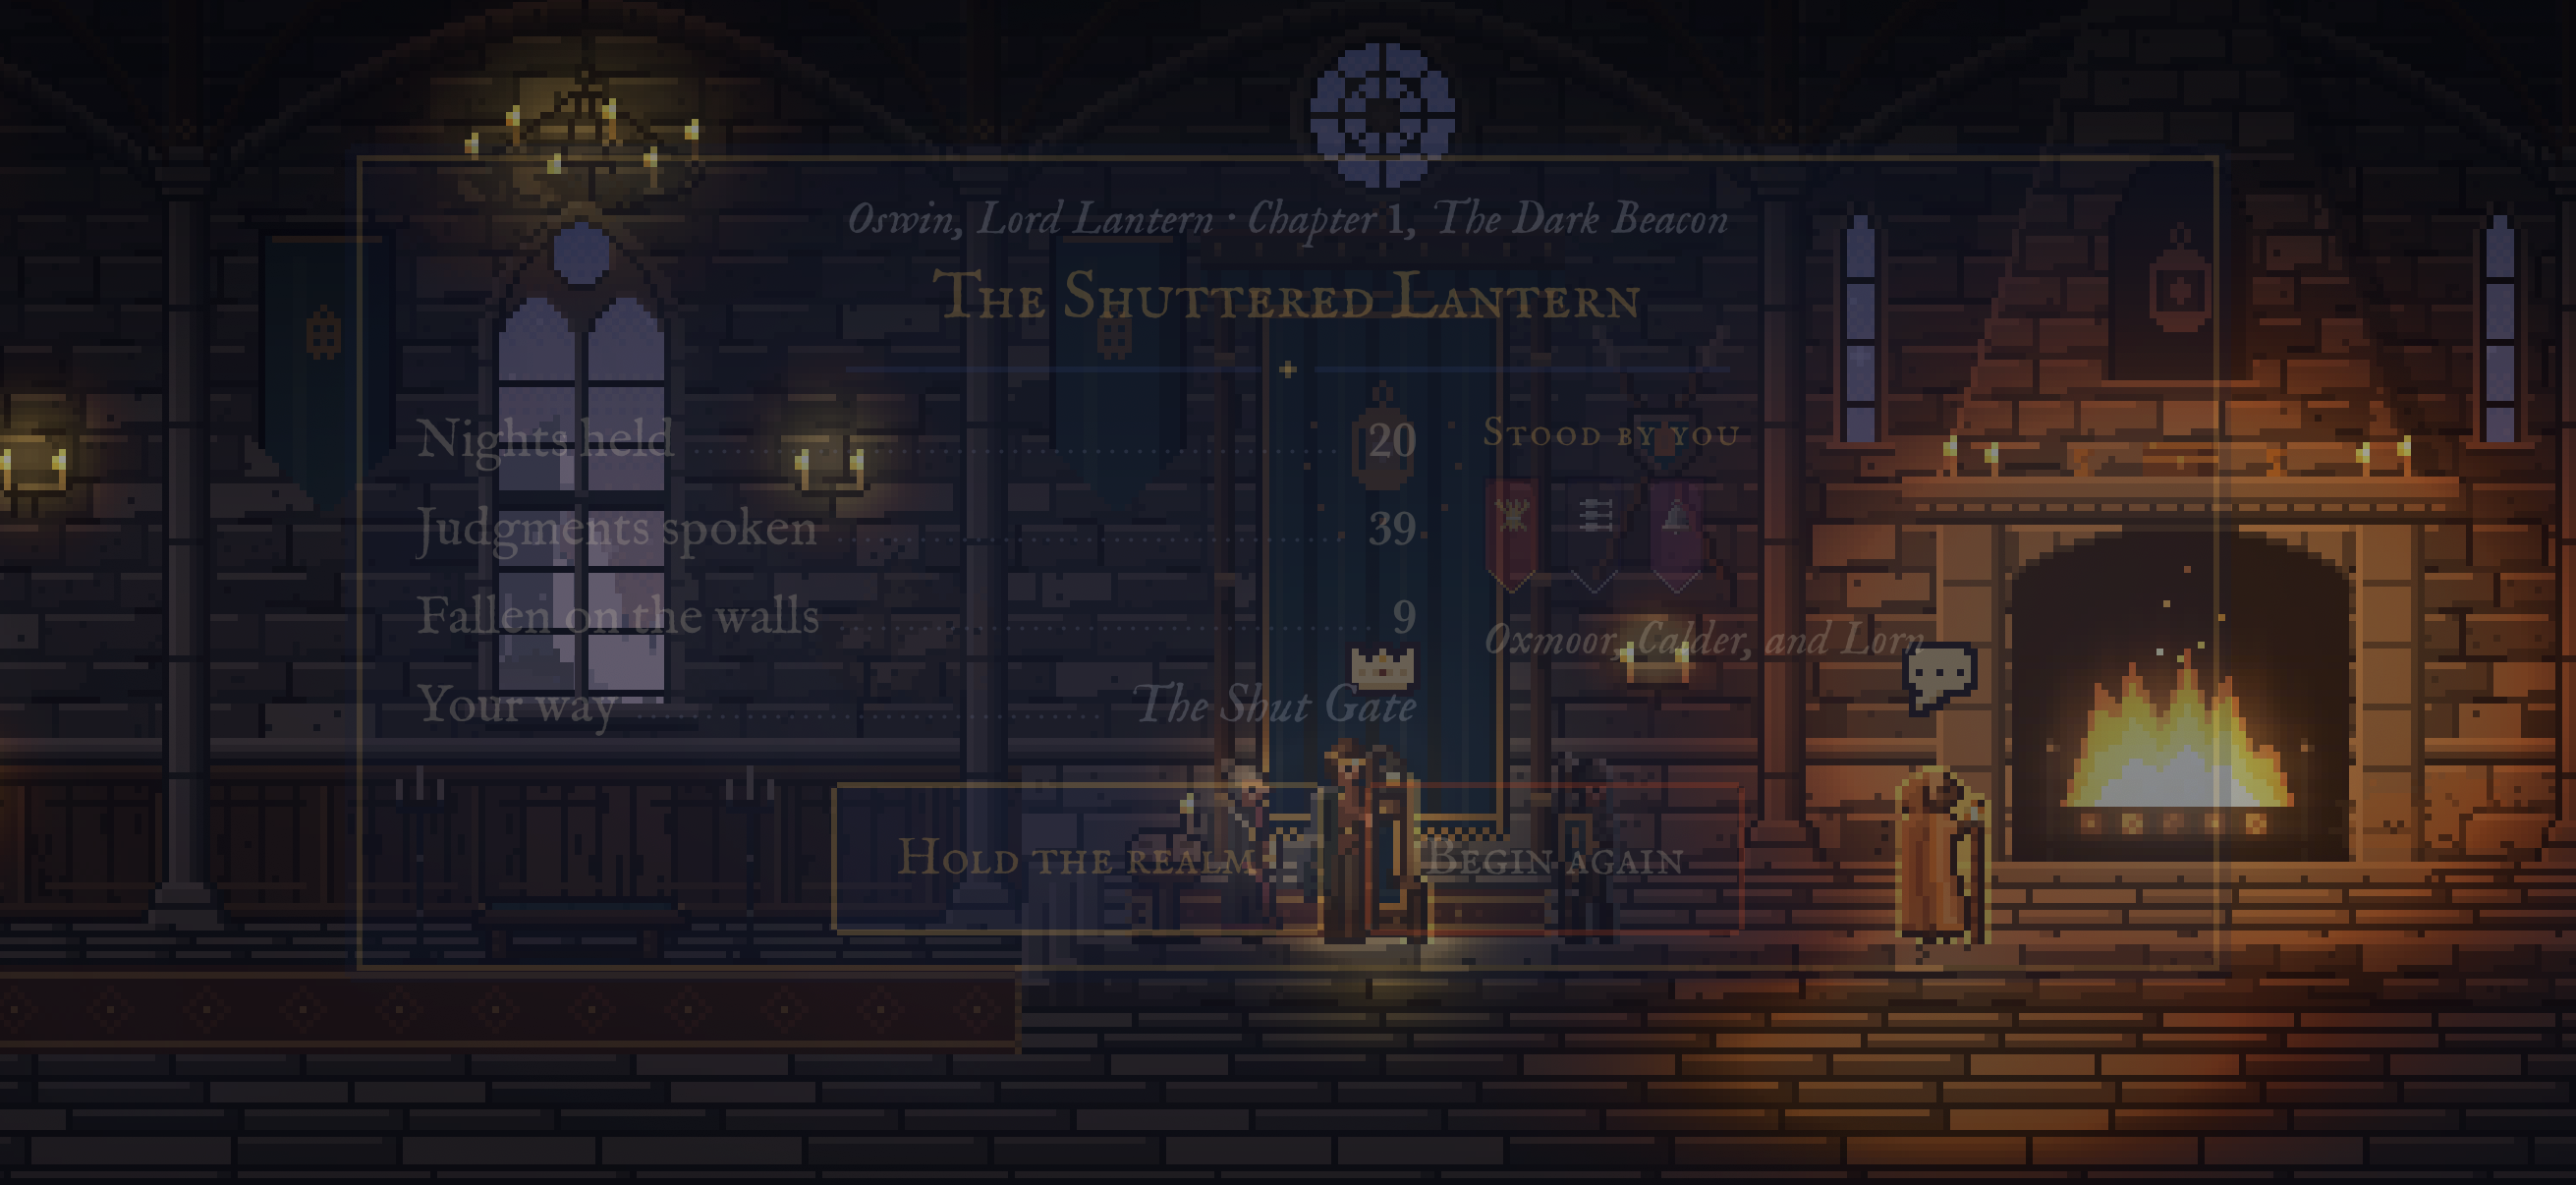 Oswin, Lord Lantern · Chapter 1, The Dark Beacon
The Shuttered Lantern
Nights held 20
Judgments spoken 39
Fallen on the walls 9
Your way The Shut Gate
Stood by you
Oxmoor, Calder, and Lorn
Hold the realm
Begin again